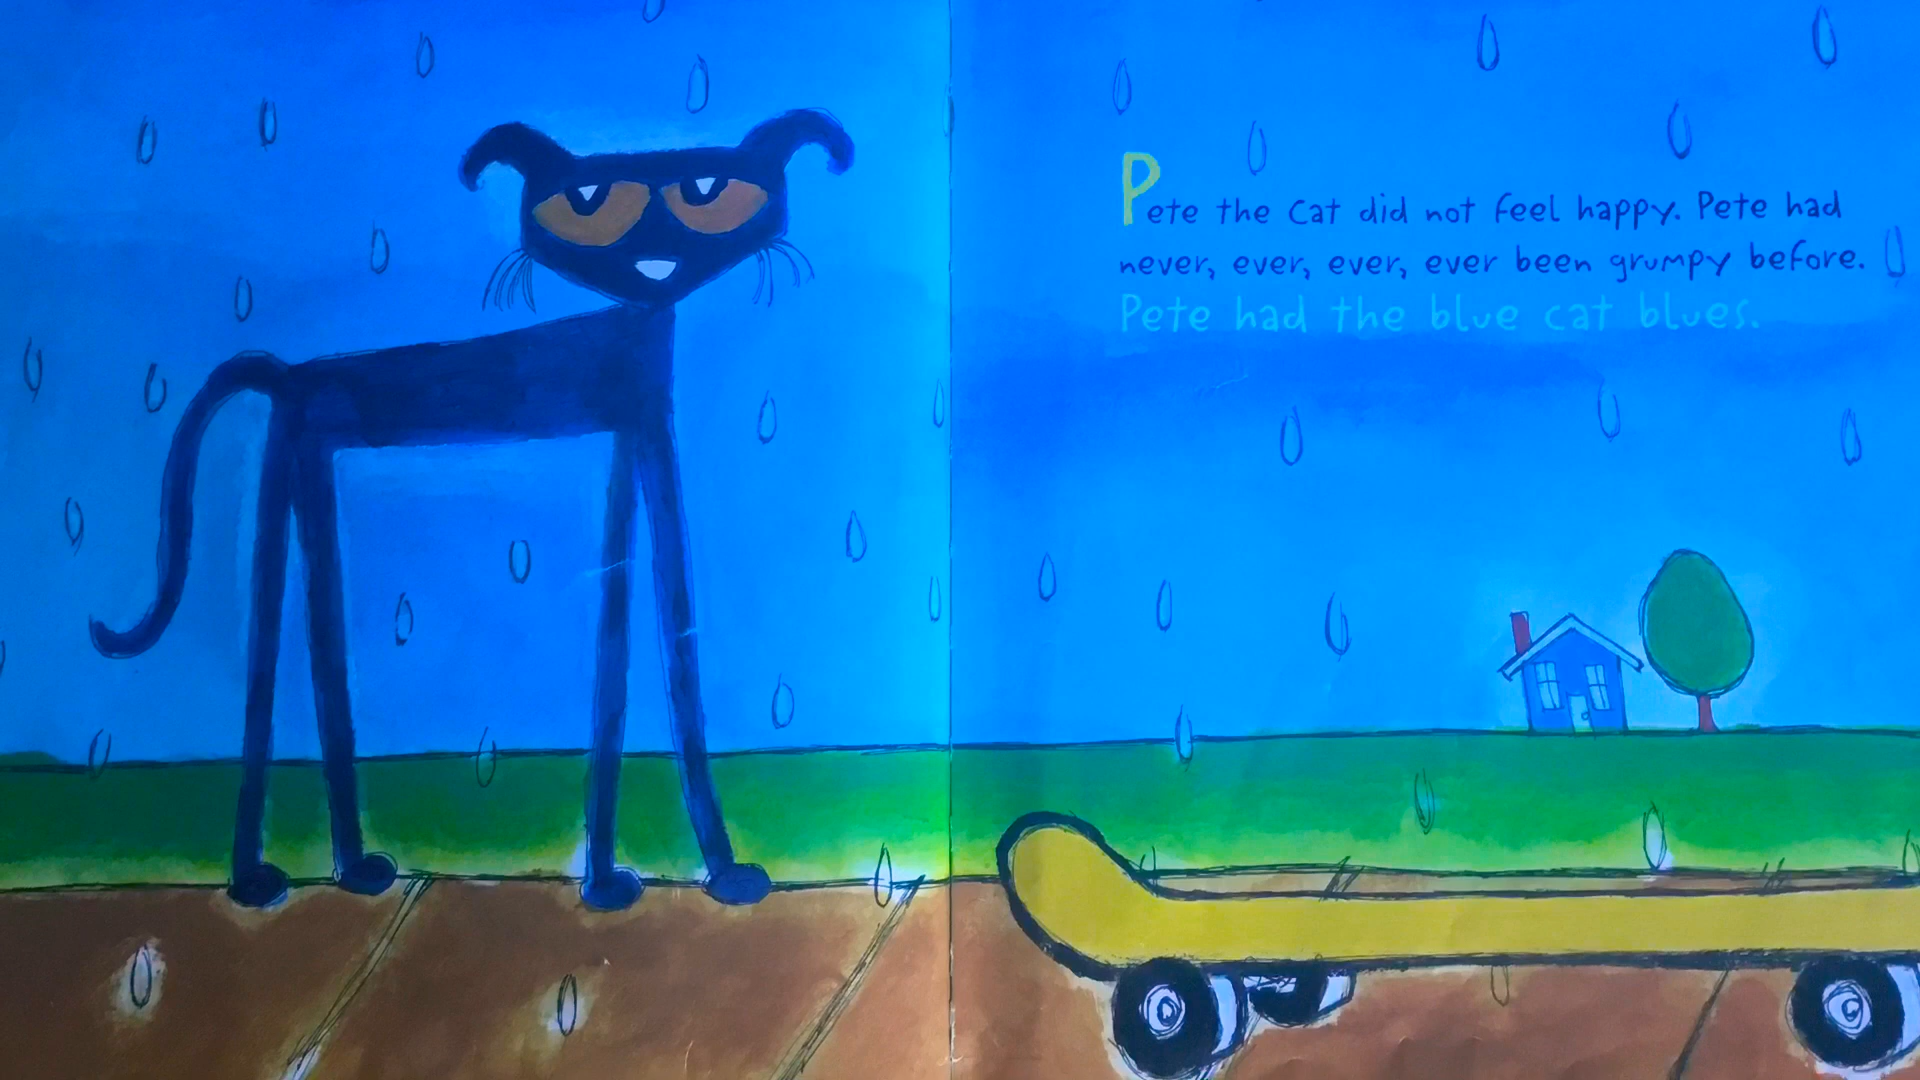 Pete the Cat did not feel happy. Pete had
never, ever, ever, ever been grumpy before.
Pete had the blue cat blues.